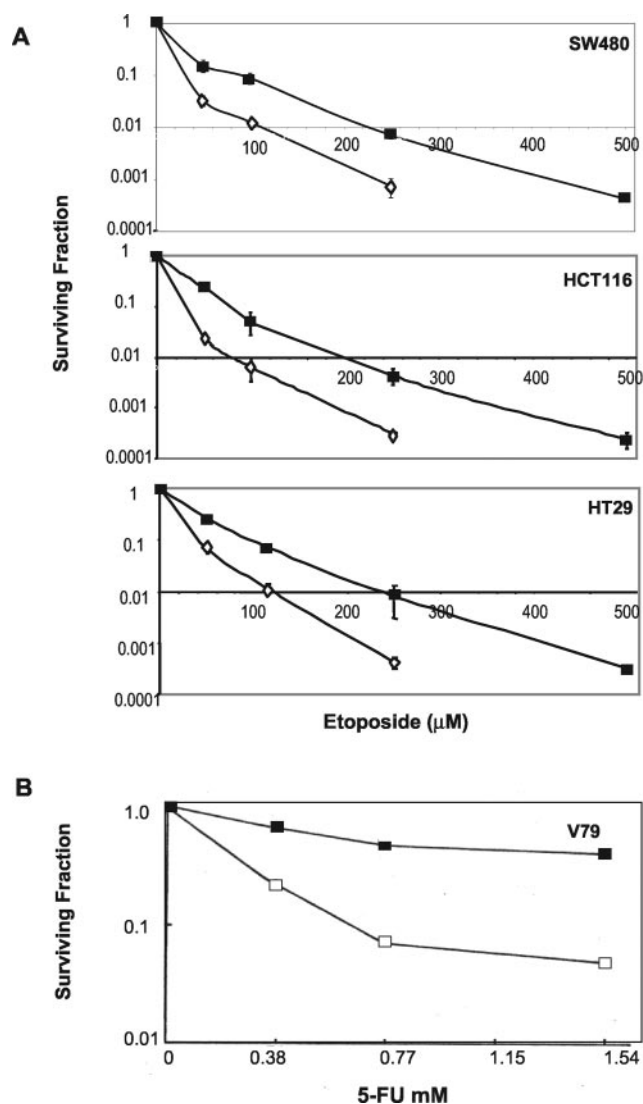 A
SW480
1
0.1
0.01
0.001
0.0001
100 200 300 400 500
HCT116
1
0.1
0.01
0.001
0.0001
100 200 300 400 500
HT29
1
0.1
0.01
0.001
0.0001
100 200 300 400 500
Surviving Fraction
Etoposide (μM)
B
V79
1.0
0.1
0.01
0 0.38 0.77 1.15 1.54
Surviving Fraction
5-FU mM